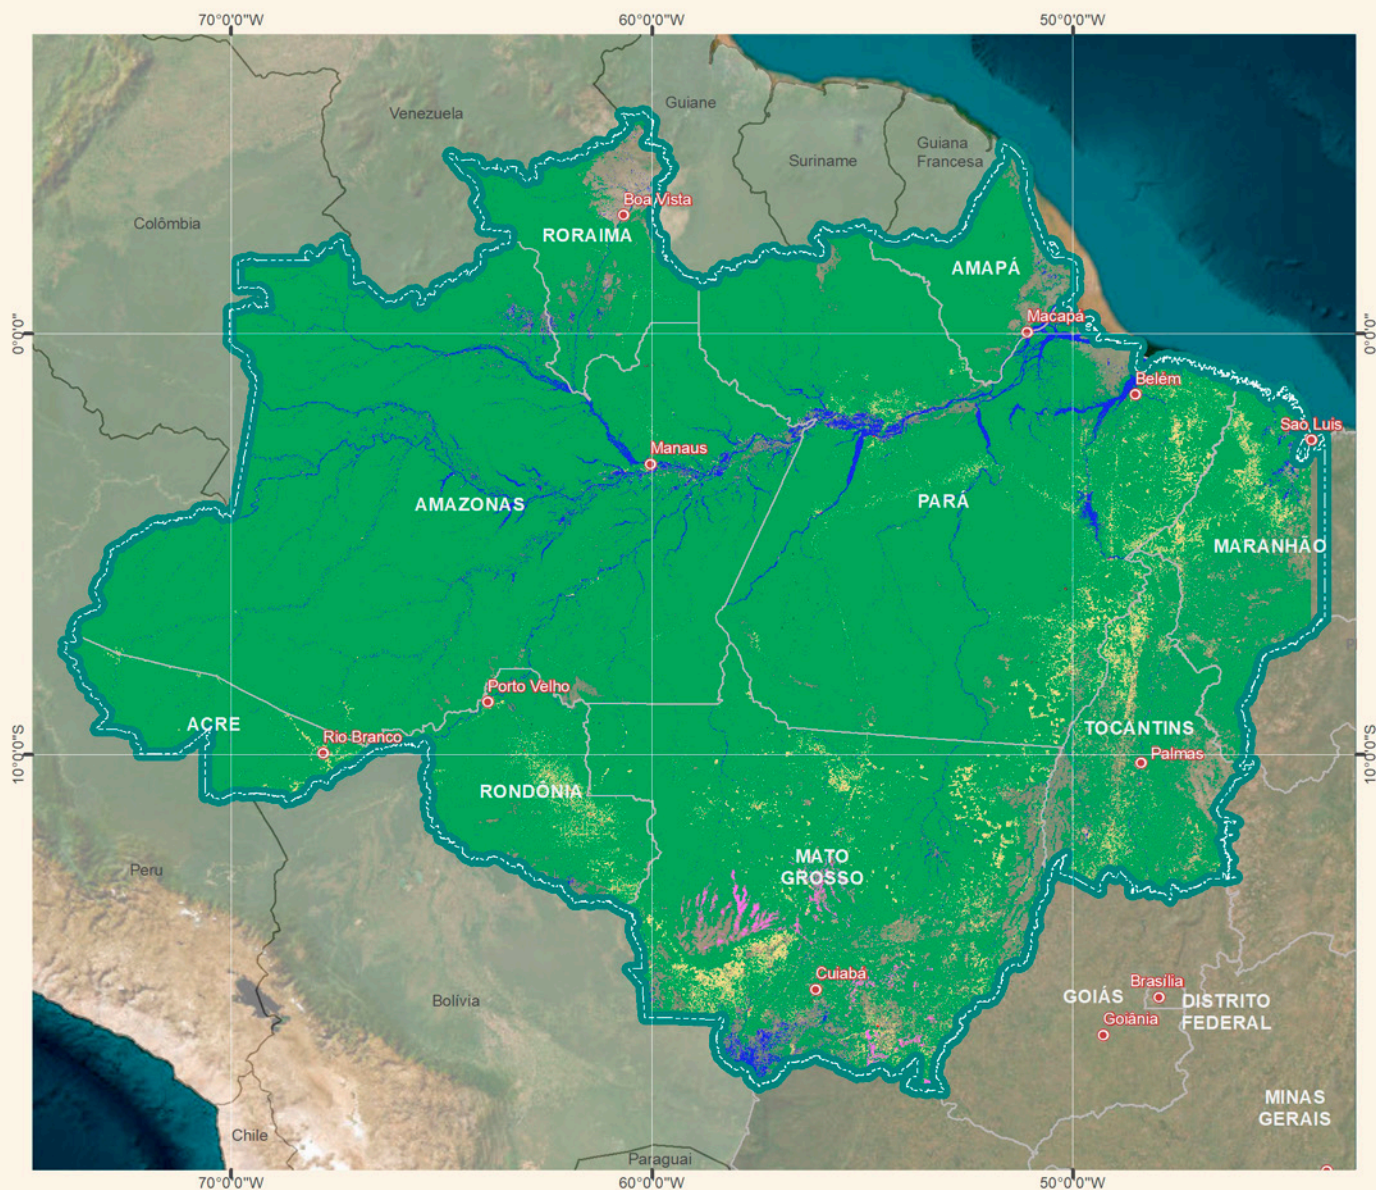 70°0'0"W
60°0'0"W
50°0'0"W
Venezuela
Guiane
Suriname
Guiana
Francesa
Colômbia
Boa Vista
RORAIMA
AMAPÁ
0°0'0"
Macapá
0°0'0"
Belém
Sao Luis
Manaus
AMAZONAS
PARÁ
MARANHÃO
Porto Velho
ACRE
Rio Branco
TOCANTINS
Palmas
10°0'0"S
10°0'0"S
RONDÔNIA
MATO
GROSSO
Peru
Cuiabá
Bolívia
Brasília
GOIÁS
DISTRITO
FEDERAL
Goiânia
MINAS
GERAIS
Chile
Paraguai
70°0'0"W
60°0'0"W
50°0'0"W